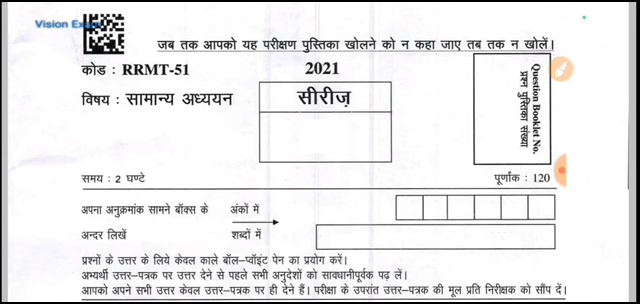 Vision Exam
जब तक आपको यह परीक्षण पुस्तिका खोलने को न कहा जाए तब तक न खोलें।
कोड : RRMT-51
2021
विषय : सामान्य अध्ययन
सीरीज़
Question Booklet No.
प्रश्न पुस्तिका संख्या
समय : 2 घण्टे
पूर्णांक : 120
अपना अनुक्रमांक सामने बॉक्स के
अंकों में
अन्दर लिखें
शब्दों में
प्रश्नों के उत्तर के लिये केवल काले बॉल-प्वॉइंट पेन का प्रयोग करें।
अभ्यर्थी उत्तर-पत्रक पर उत्तर देने से पहले सभी अनुदेशों को सावधानीपूर्वक पढ़ लें।
आपको अपने सभी उत्तर केवल उत्तर-पत्रक पर ही देने हैं। परीक्षा के उपरांत उत्तर-पत्रक की मूल प्रति निरीक्षक को सौंप दें।